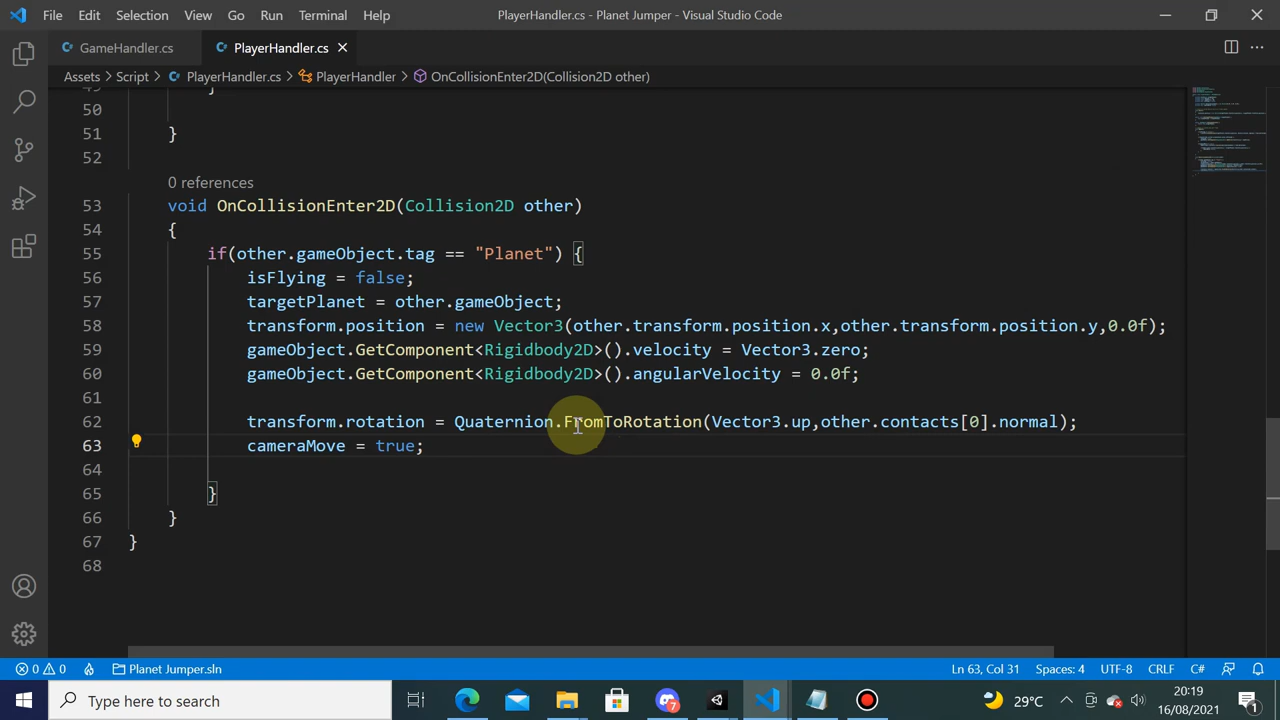 File Edit Selection View Go Run Terminal Help PlayerHandler.cs - Planet Jumper - Visual Studio Code
GameHandler.cs PlayerHandler.cs
Assets > Script > PlayerHandler.cs > PlayerHandler > OnCollisionEnter2D(Collision2D other)
50
51 }
52
0 references
53 void OnCollisionEnter2D(Collision2D other)
54 {
55 if(other.gameObject.tag == "Planet") {
56 isFlying = false;
57 targetPlanet = other.gameObject;
58 transform.position = new Vector3(other.transform.position.x,other.transform.position.y,0.0f);
59 gameObject.GetComponent<Rigidbody2D>().velocity = Vector3.zero;
60 gameObject.GetComponent<Rigidbody2D>().angularVelocity = 0.0f;
61
62 transform.rotation = Quaternion.FromToRotation(Vector3.up,other.contacts[0].normal);
63 cameraMove = true;
64
65 }
66 }
67 }
68
0 0 Planet Jumper.sln Ln 63, Col 31 Spaces: 4 UTF-8 CRLF C#
Type here to search 7 29°C 20:19 1
16/08/2021